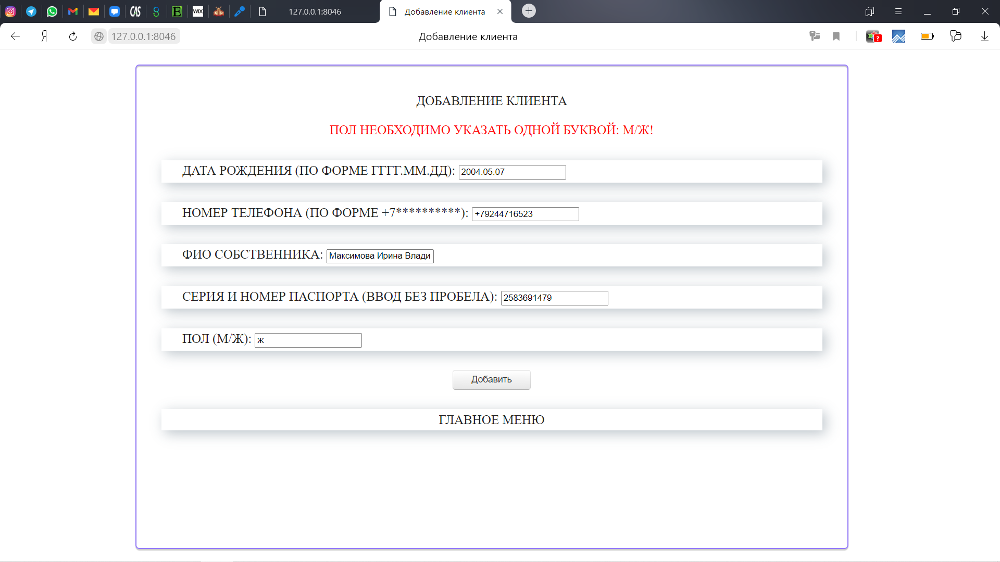 CAS
WIX
127.0.0.1:8046
Добавление клиента
127.0.0.1:8046
Добавление клиента
ДОБАВЛЕНИЕ КЛИЕНТА
ПОЛ НЕОБХОДИМО УКАЗАТЬ ОДНОЙ БУКВОЙ: М/Ж!
ДАТА РОЖДЕНИЯ (ПО ФОРМЕ ГГГГ.ММ.ДД): 2004.05.07
НОМЕР ТЕЛЕФОНА (ПО ФОРМЕ +7**********): +79244716523
ФИО СОБСТВЕННИКА: Максимова Ирина Влади
СЕРИЯ И НОМЕР ПАСПОРТА (ВВОД БЕЗ ПРОБЕЛА): 2583691479
ПОЛ (М/Ж): ж
Добавить
ГЛАВНОЕ МЕНЮ